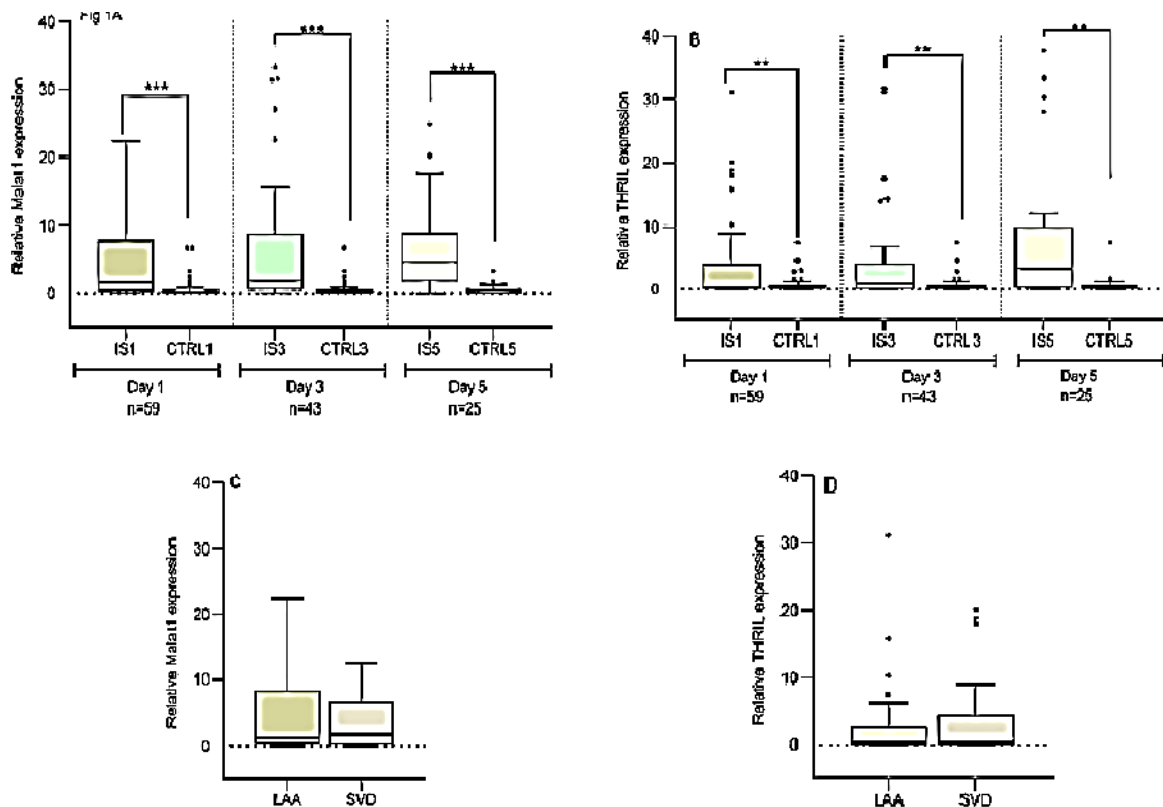 Fig 1A
40
30
20
10
0
Relative Malat1 expression
***
***
***
IS1 CTRL1 IS3 CTRL3 IS5 CTRL5
Day 1 Day 3 Day 5
n=59 n=43 n=25
B
40
30
20
10
0
Relative THRIL expression
**
**
**
IS1 CTRL1 IS3 CTRL3 IS5 CTRL5
Day 1 Day 3 Day 5
n=59 n=43 n=25
C
40
30
20
10
0
Relative Malat1 expression
LAA SVD
D
40
30
20
10
0
Relative THRIL expression
LAA SVD